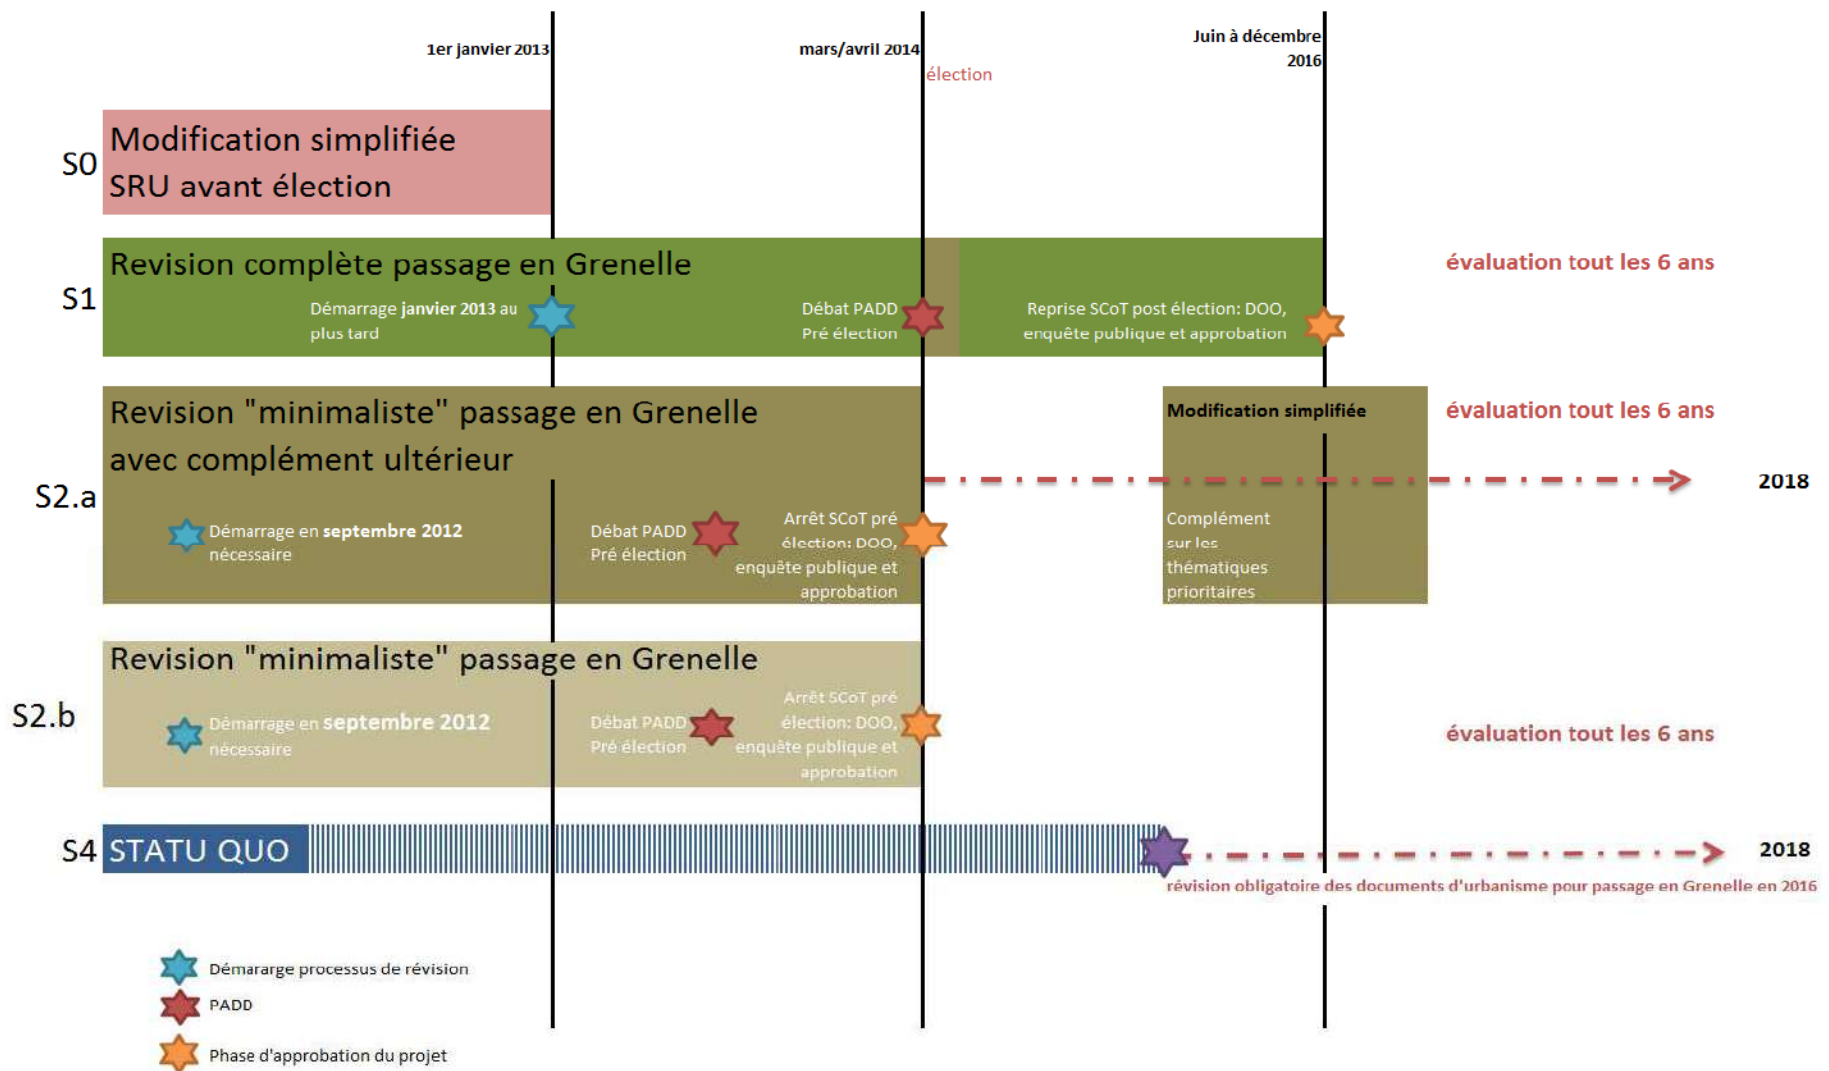 1er janvier 2013
mars/avril 2014
élection
Juin à décembre
2016
S0
Modification simplifiée
SRU avant élection
S1
Revision complète passage en Grenelle
Démarrage janvier 2013 au
plus tard
Débat PADD
Pré élection
Reprise SCoT post élection: DOO,
enquête publique et approbation
évaluation tout les 6 ans
S2.a
Revision "minimaliste" passage en Grenelle
avec complément ultérieur
Démarrage en septembre 2012
nécessaire
Débat PADD
Pré élection
Arrêt SCoT pré
élection: DOO,
enquête publique et
approbation
Modification simplifiée
Complément
sur les
thématiques
prioritaires
évaluation tout les 6 ans
2018
S2.b
Revision "minimaliste" passage en Grenelle
Démarrage en septembre 2012
nécessaire
Débat PADD
Pré élection
Arrêt SCoT pré
élection: DOO,
enquête publique et
approbation
évaluation tout les 6 ans
S4
STATU QUO
2018
révision obligatoire des documents d'urbanisme pour passage en Grenelle en 2016
Démararge processus de révision
PADD
Phase d'approbation du projet